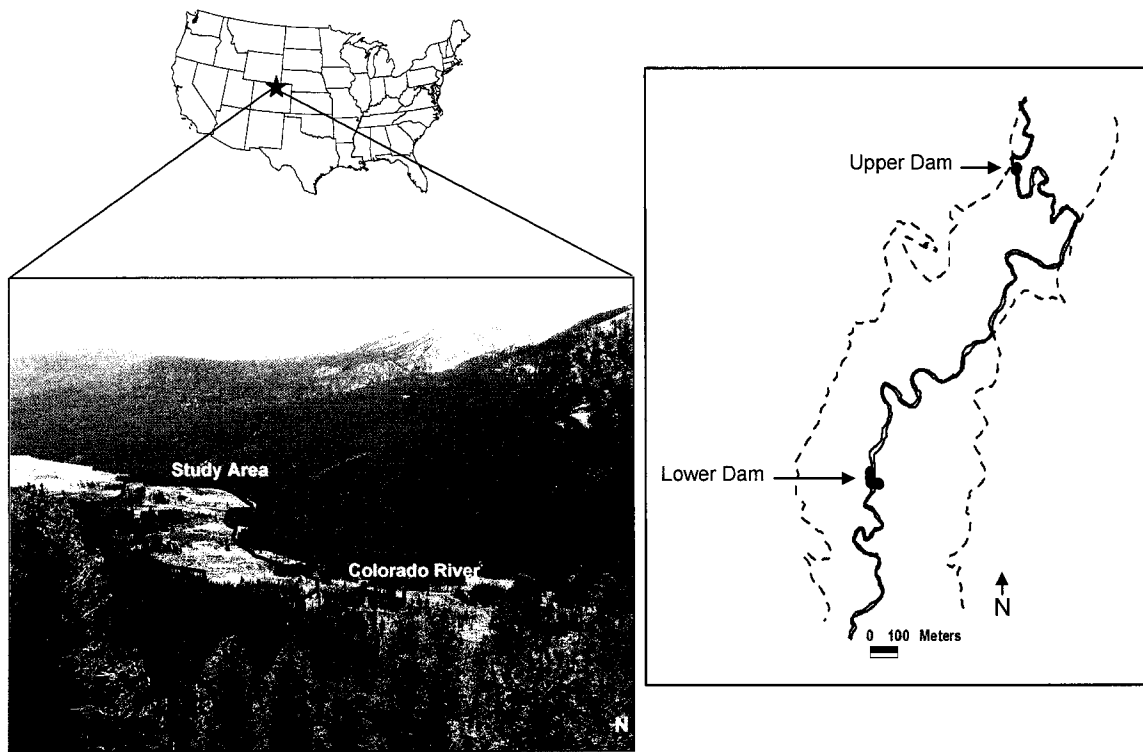 Study Area
Colorado River
N
Upper Dam
Lower Dam
N
0 100 Meters